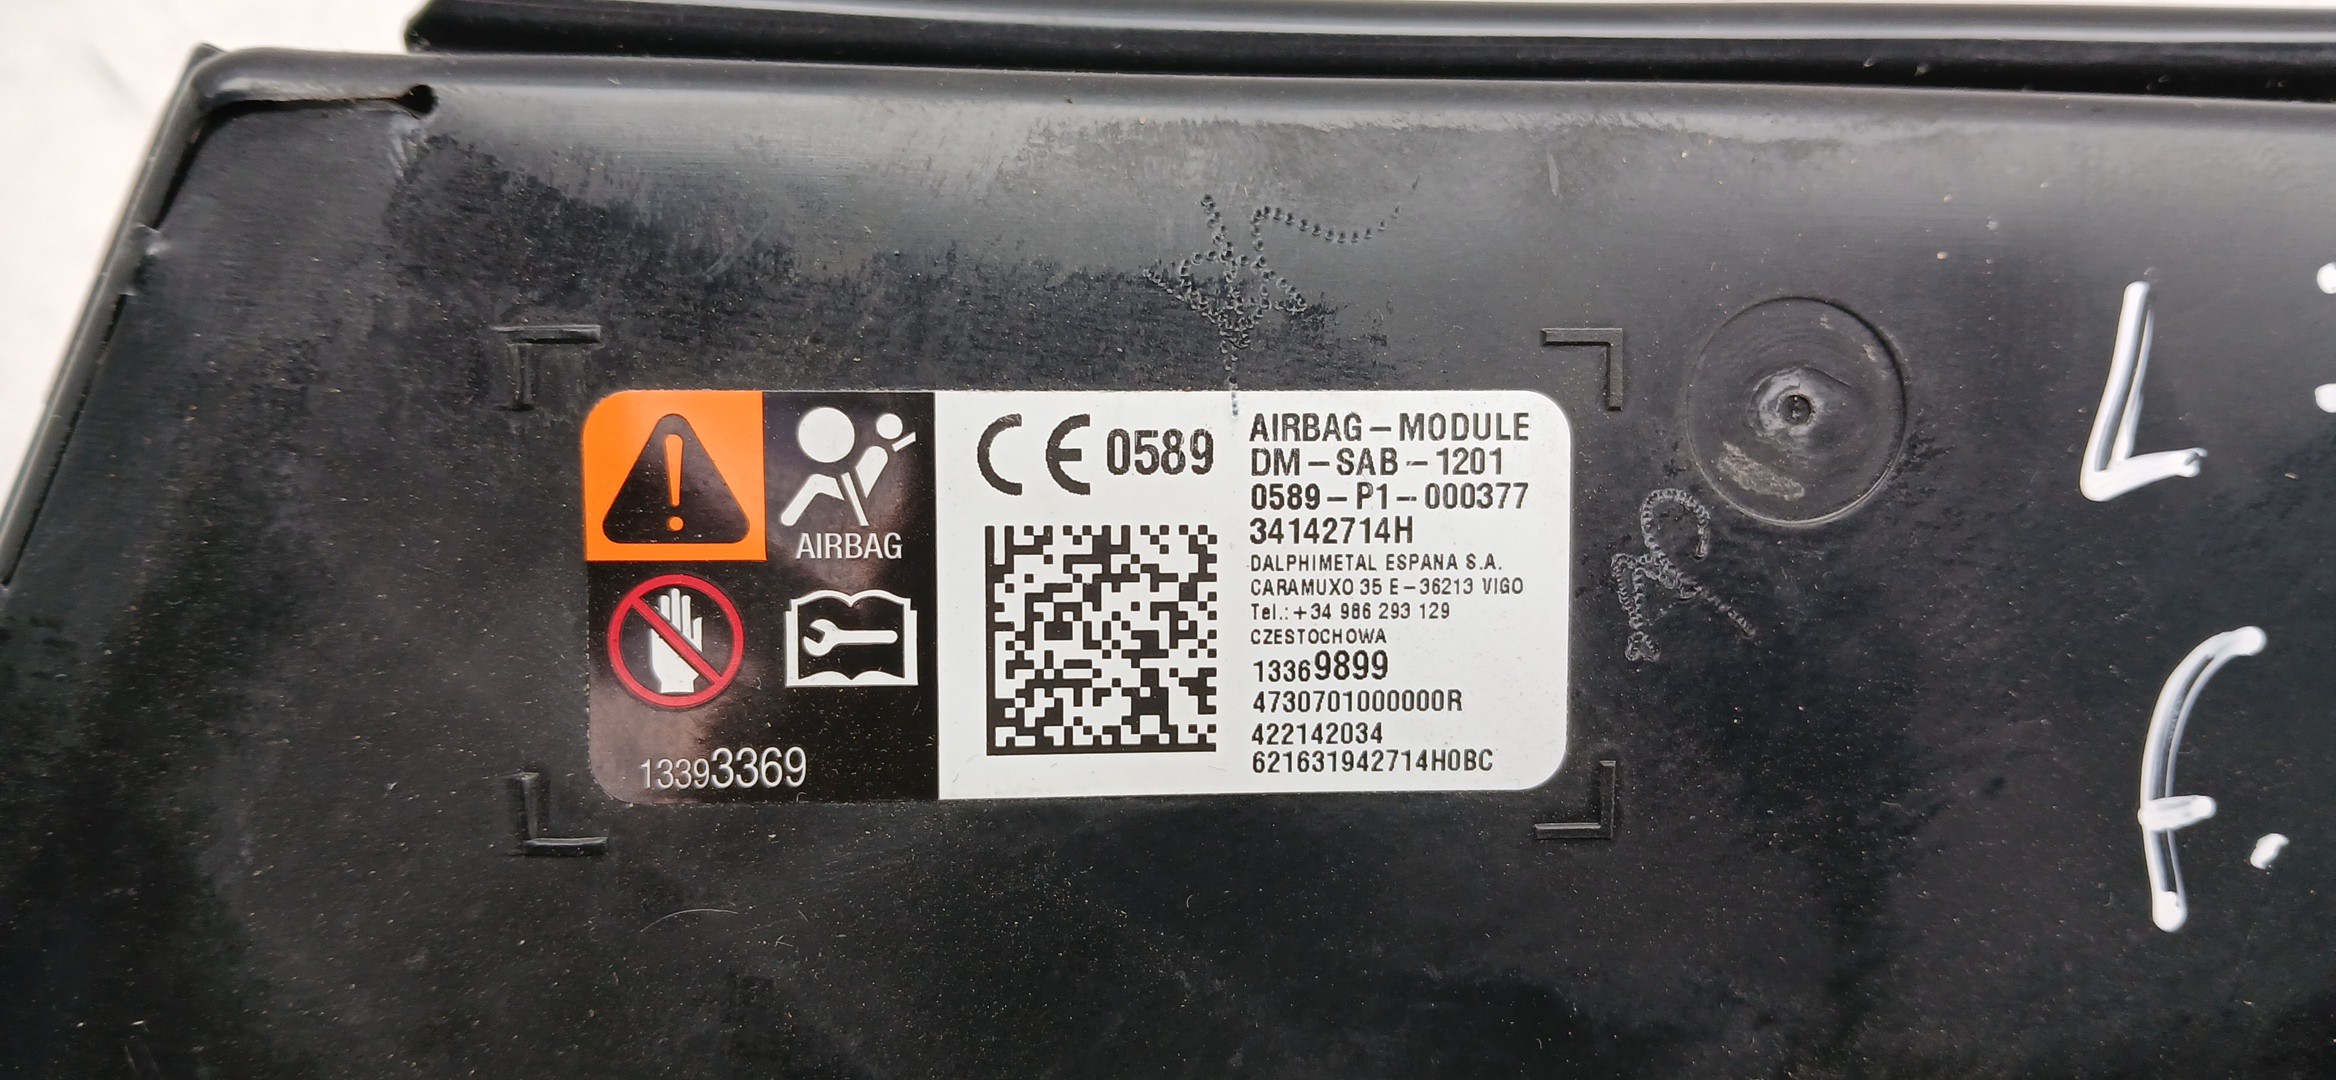 CE 0589
AIRBAG-MODULE
DM-SAB-1201
0589-P1-000377
34142714H
DALPHIMETAL ESPANA S.A.
CARAMUXO 35 E-36213 VIGO
Tel.: +34 986 293 129
CZESTOCHOWA
13369899
4730701000000R
422142034
621631942714H0BC
AIRBAG
13393369
L
F.